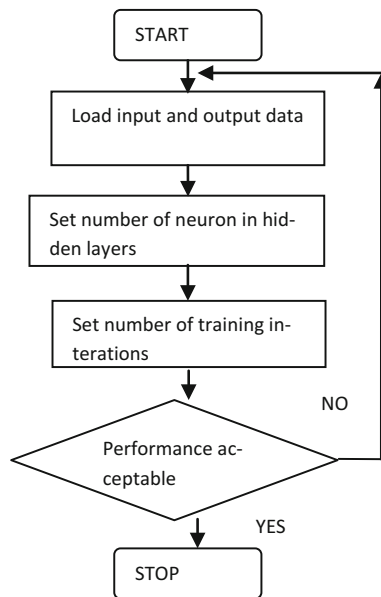 START
Load input and output data
Set number of neuron in hid-
den layers
Set number of training in-
terations
NO
Performance ac-
ceptable
YES
STOP